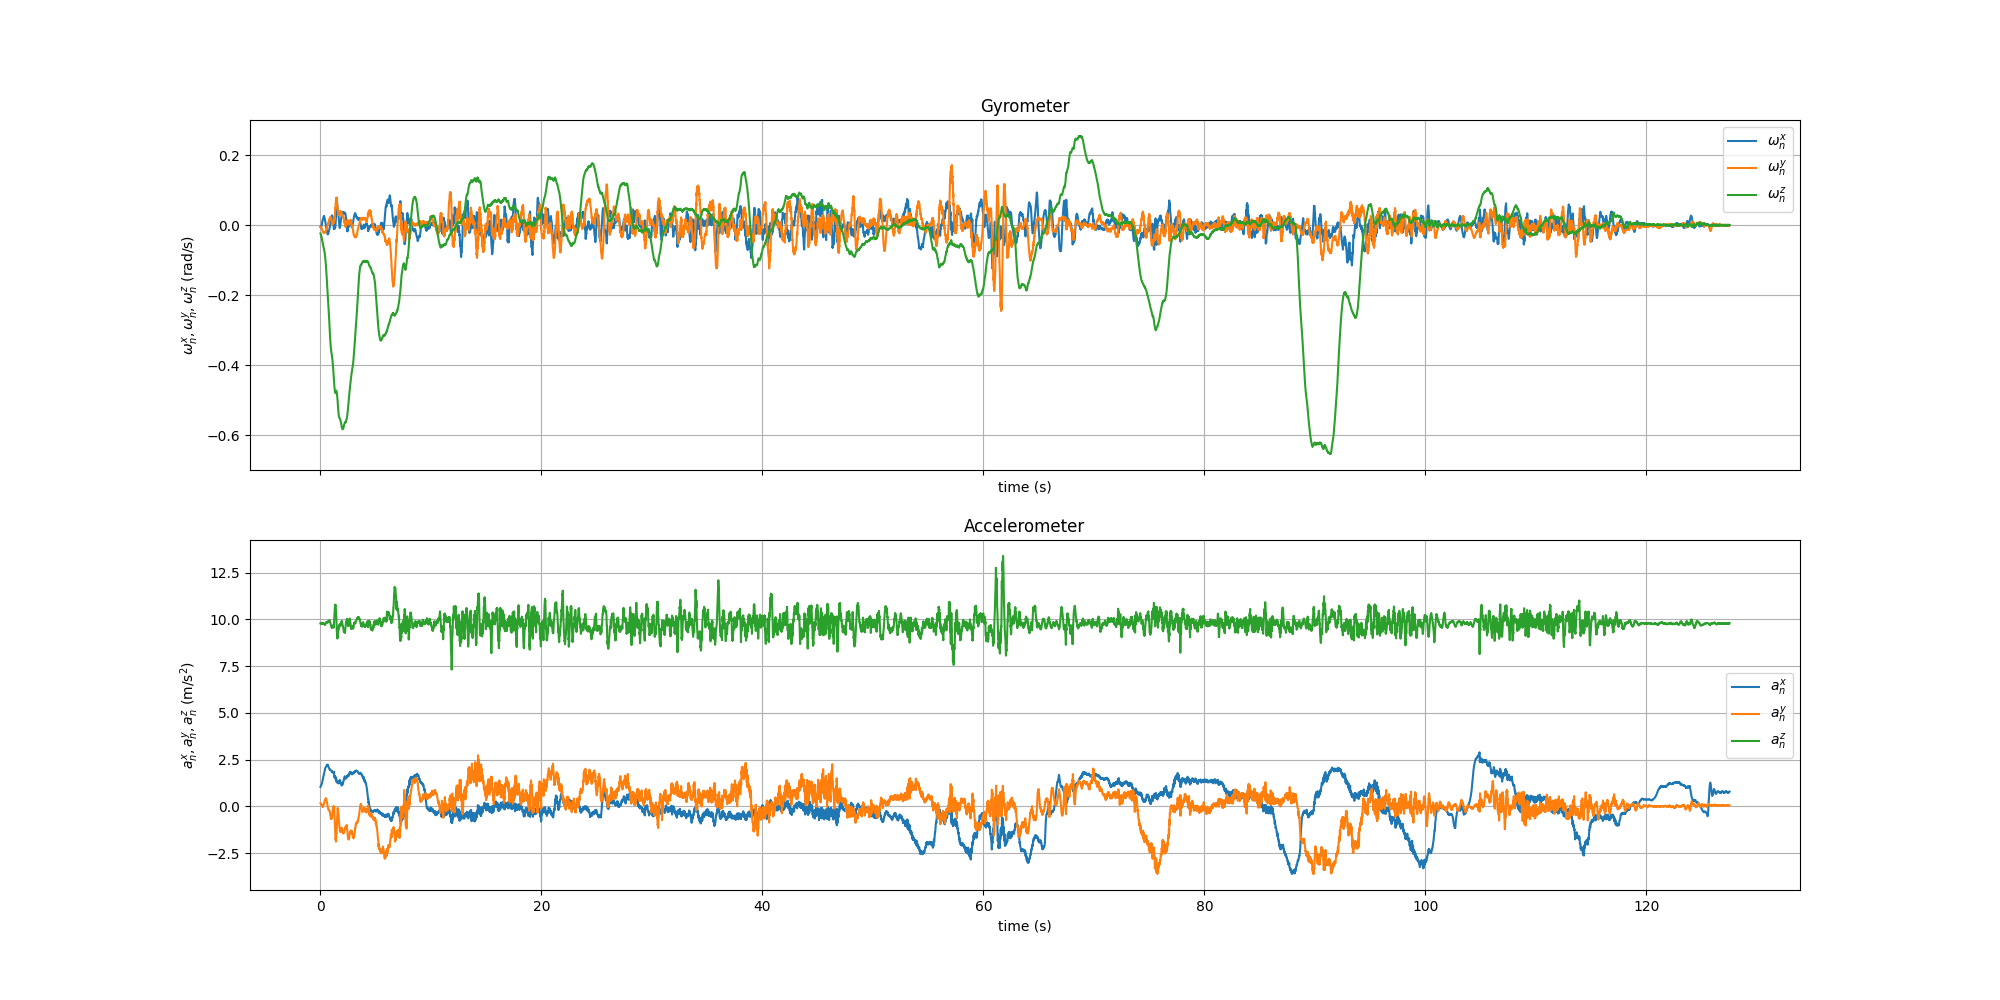 Gyrometer
0.2
0.0
−0.2
−0.4
−0.6
ω_n^x, ω_n^y, ω_n^z (rad/s)
ω_n^x
ω_n^y
ω_n^z
time (s)
Accelerometer
12.5
10.0
7.5
5.0
2.5
0.0
−2.5
a_n^x, a_n^y, a_n^z (m/s²)
a_n^x
a_n^y
a_n^z
0 20 40 60 80 100 120
time (s)